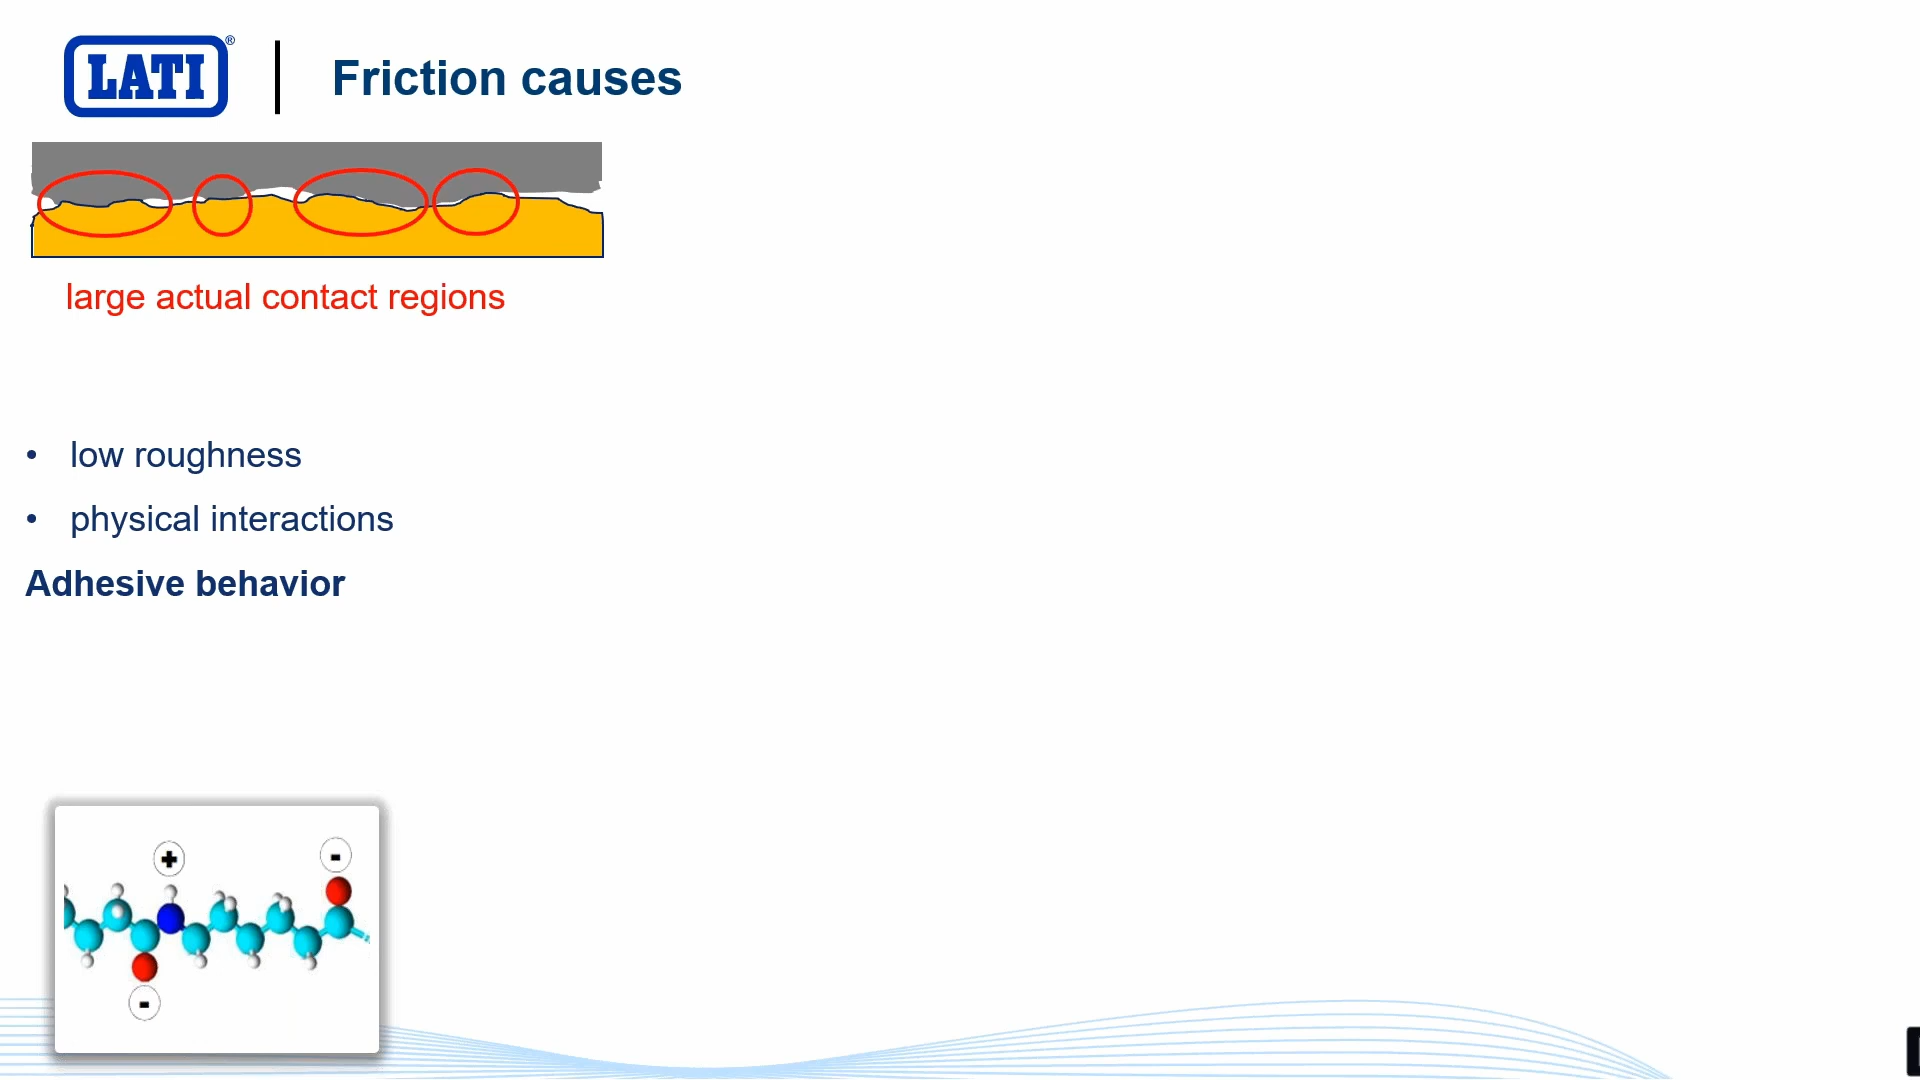 LATI®
Friction causes
large actual contact regions
• low roughness
• physical interactions
Adhesive behavior
+
-
-